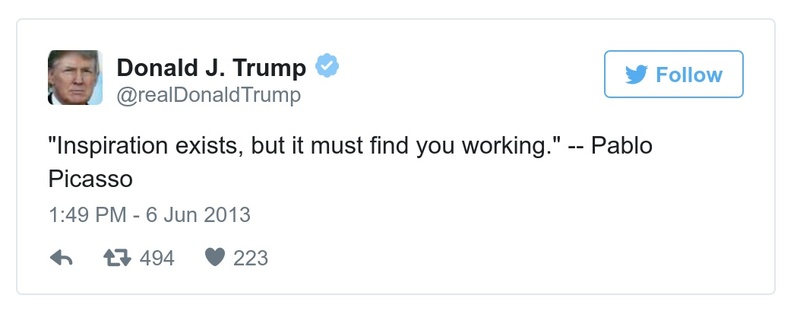 Donald J. Trump
@realDonaldTrump
Follow
"Inspiration exists, but it must find you working." -- Pablo
Picasso
1:49 PM - 6 Jun 2013
494 223